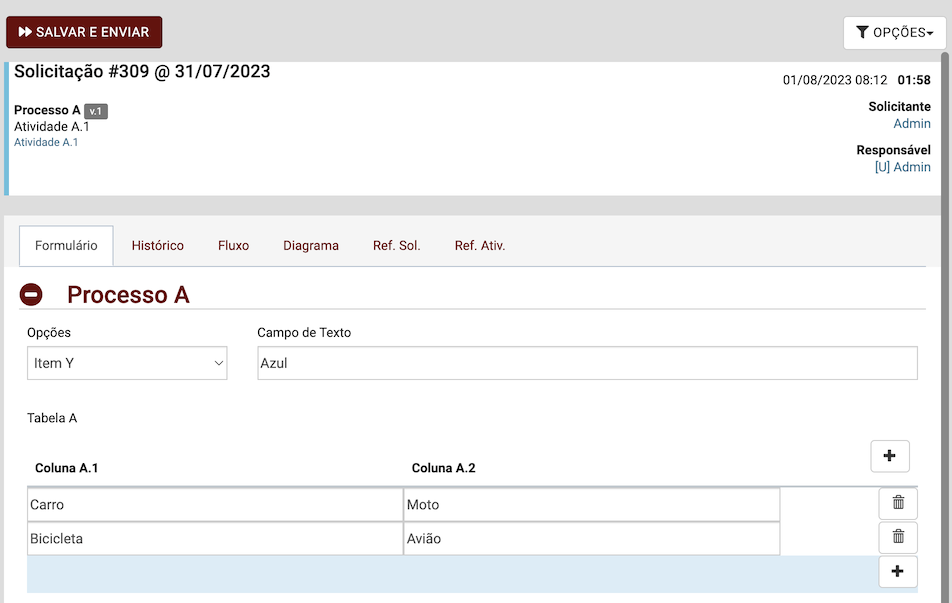 SALVAR E ENVIAR
OPÇÕES
Solicitação #309 @ 31/07/2023
01/08/2023 08:12 01:58
Processo A v.1
Atividade A.1
Atividade A.1
Solicitante
Admin
Responsável
[U] Admin
Formulário Histórico Fluxo Diagrama Ref. Sol. Ref. Ativ.
Processo A
Opções Campo de Texto
Item Y Azul
Tabela A
Coluna A.1 Coluna A.2
Carro Moto
Bicicleta Avião